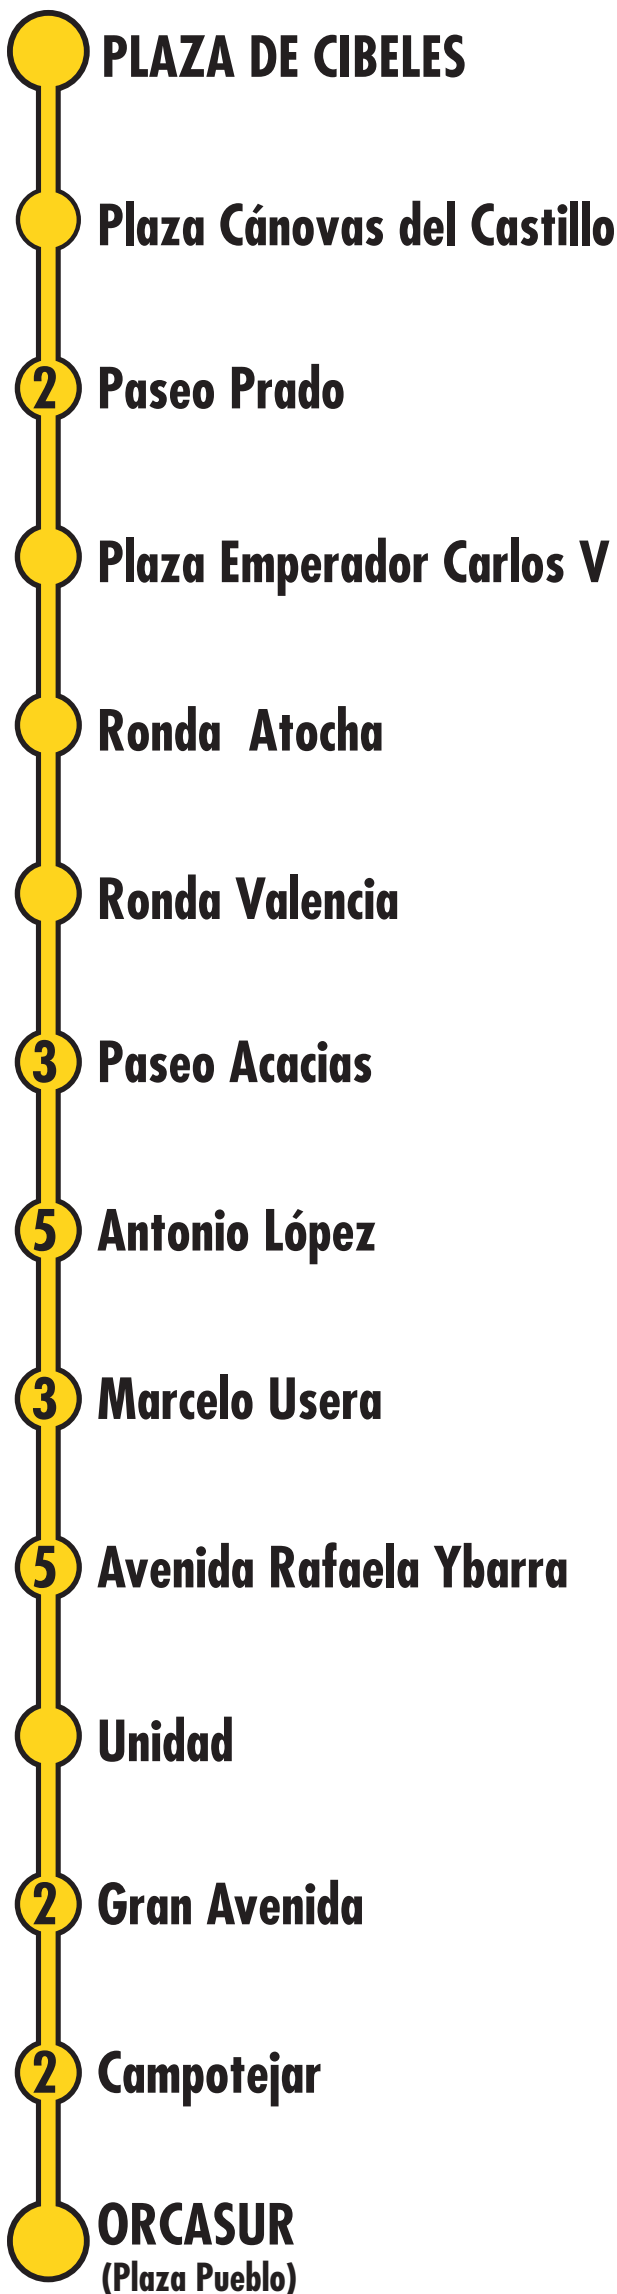 PLAZA DE CIBELES
Plaza Cánovas del Castillo
2 Paseo Prado
Plaza Emperador Carlos V
Ronda Atocha
Ronda Valencia
3 Paseo Acacias
5 Antonio López
3 Marcelo Usera
5 Avenida Rafaela Ybarra
Unidad
2 Gran Avenida
2 Campotejar
ORCASUR
(Plaza Pueblo)